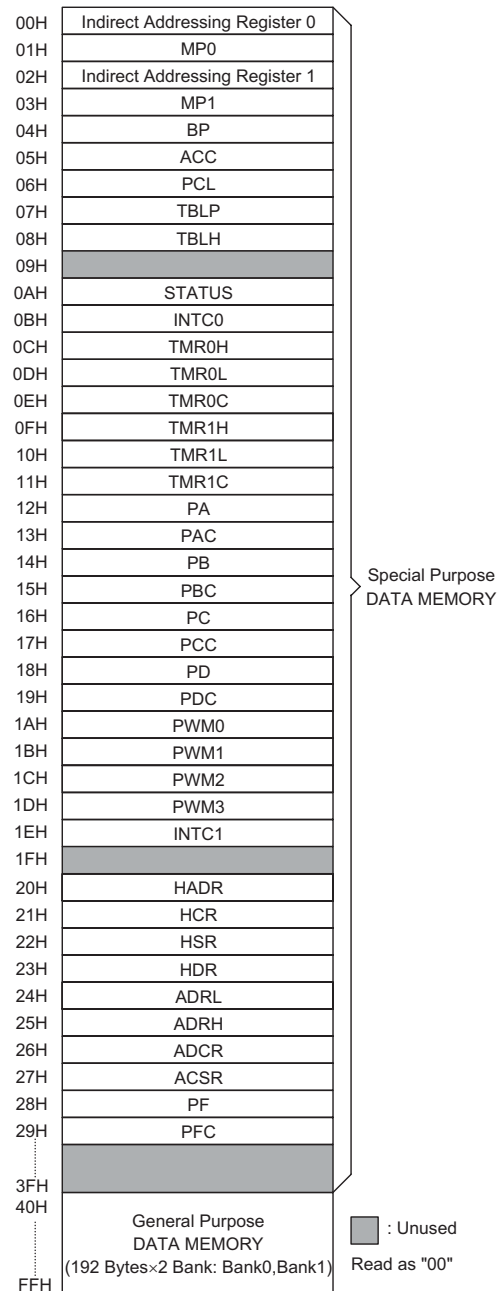 00H Indirect Addressing Register 0
01H MP0
02H Indirect Addressing Register 1
03H MP1
04H BP
05H ACC
06H PCL
07H TBLP
08H TBLH
09H
0AH STATUS
0BH INTC0
0CH TMR0H
0DH TMR0L
0EH TMR0C
0FH TMR1H
10H TMR1L
11H TMR1C
12H PA
13H PAC
14H PB
15H PBC
16H PC
17H PCC
18H PD
19H PDC
1AH PWM0
1BH PWM1
1CH PWM2
1DH PWM3
1EH INTC1
1FH
20H HADR
21H HCR
22H HSR
23H HDR
24H ADRL
25H ADRH
26H ADCR
27H ACSR
28H PF
29H PFC
3FH
40H
General Purpose
DATA MEMORY
(192 Bytes×2 Bank: Bank0,Bank1)
FFH
Special Purpose
DATA MEMORY
: Unused
Read as "00"